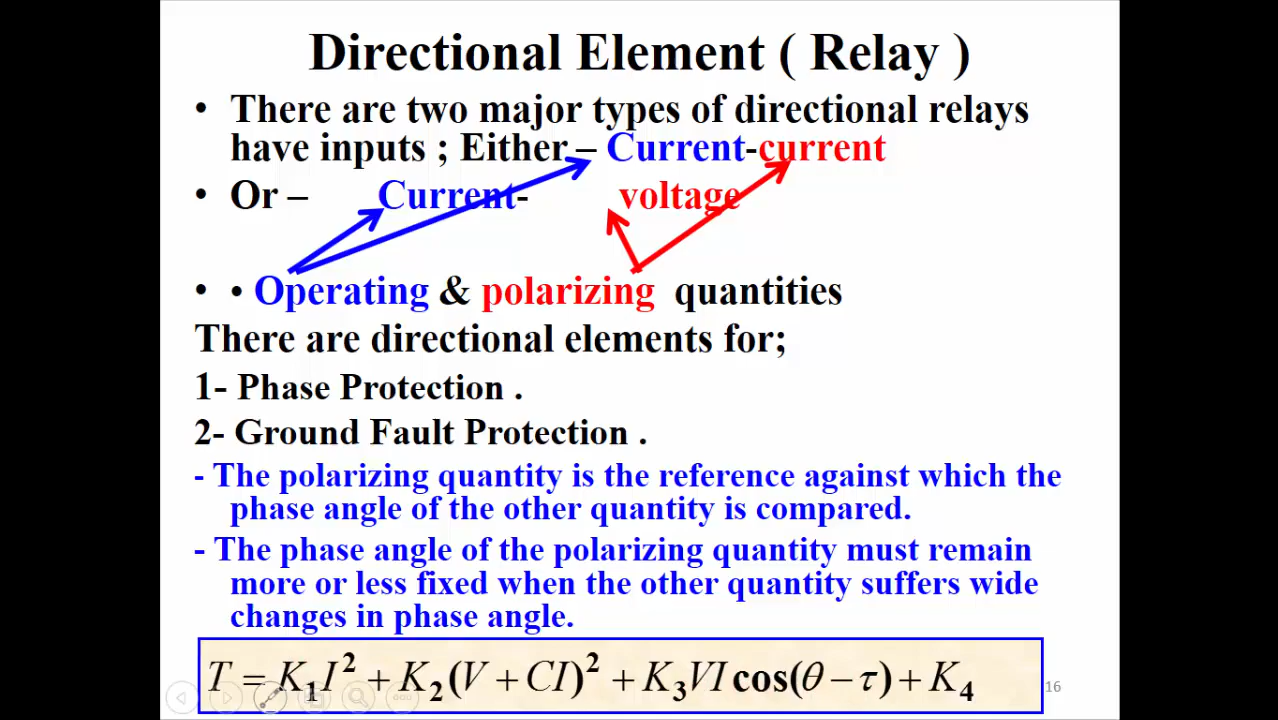 Directional Element ( Relay )
• There are two major types of directional relays
have inputs ; Either – Current-current
• Or – Current- voltage
• • Operating & polarizing quantities
There are directional elements for;
1- Phase Protection .
2- Ground Fault Protection .
- The polarizing quantity is the reference against which the
phase angle of the other quantity is compared.
- The phase angle of the polarizing quantity must remain
more or less fixed when the other quantity suffers wide
changes in phase angle.
T = K₁I² + K₂(V + CI)² + K₃VI cos(θ − τ) + K₄
16